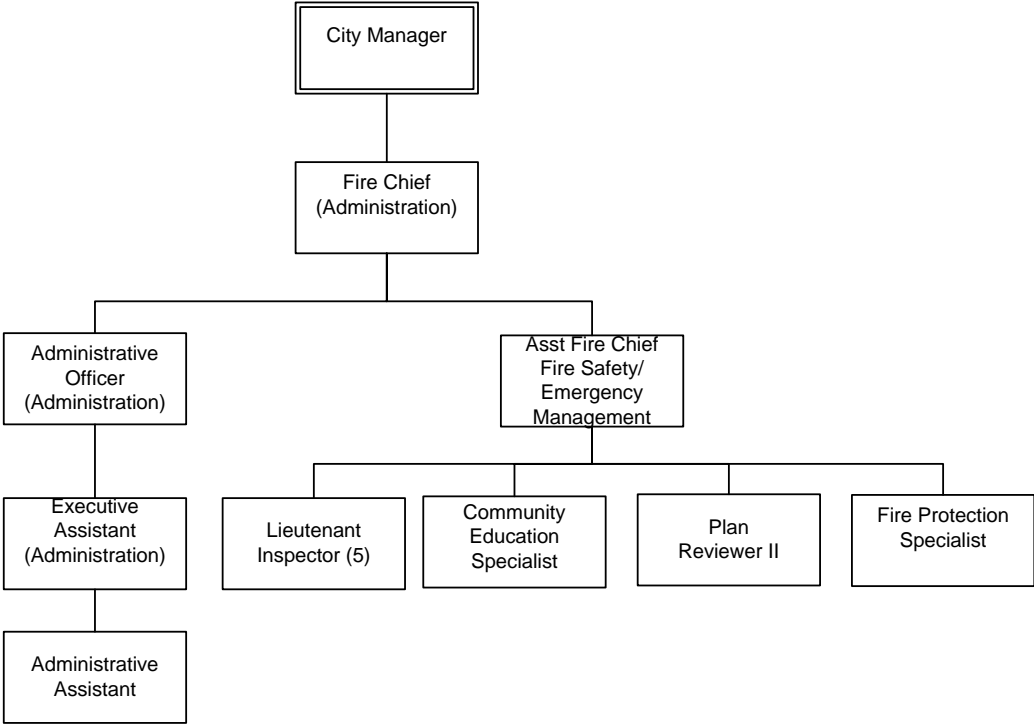 City Manager
Fire Chief
(Administration)
Administrative
Officer
(Administration)
Asst Fire Chief
Fire Safety/
Emergency
Management
Executive
Assistant
(Administration)
Lieutenant
Inspector (5)
Community
Education
Specialist
Plan
Reviewer II
Fire Protection
Specialist
Administrative
Assistant